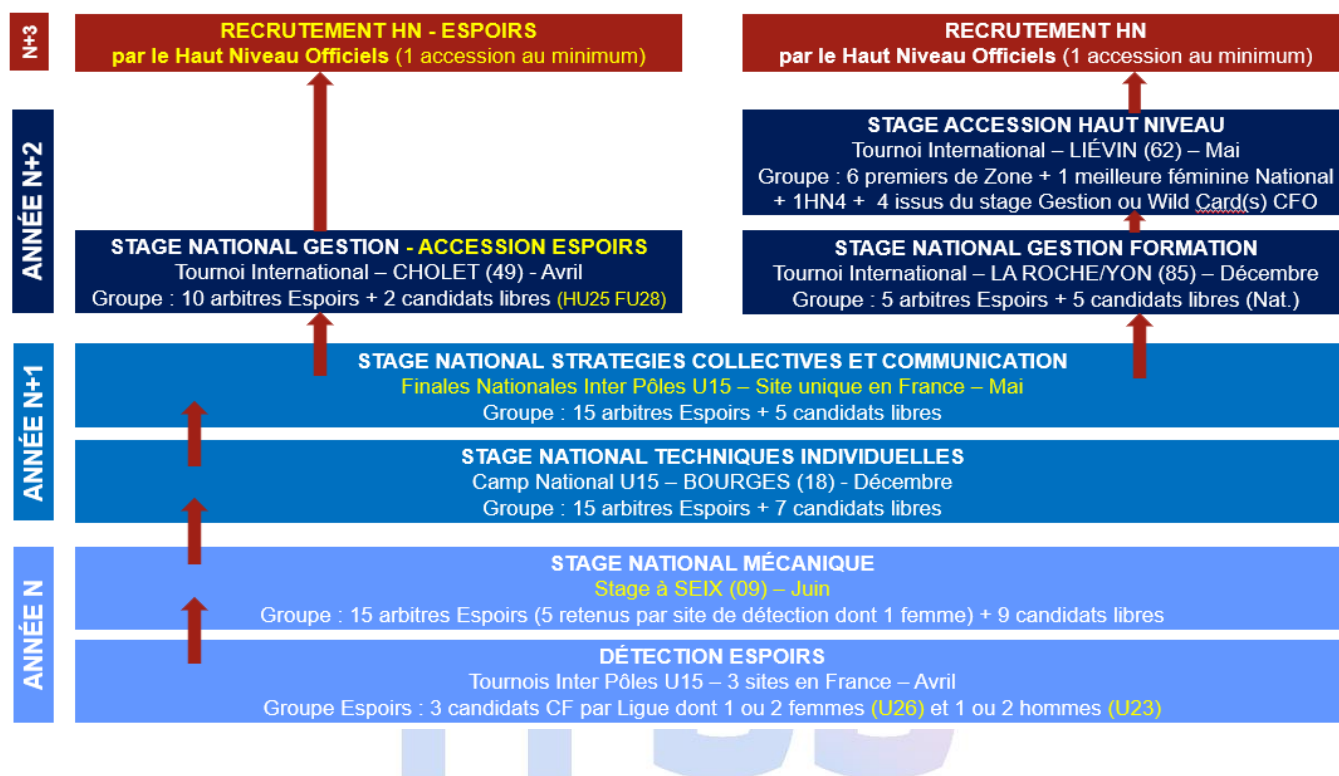 N+3
RECRUTEMENT HN - ESPOIRS
par le Haut Niveau Officiels (1 accession au minimum)
RECRUTEMENT HN
par le Haut Niveau Officiels (1 accession au minimum)
ANNÉE N+2
STAGE ACCESSION HAUT NIVEAU
Tournoi International – LIÉVIN (62) – Mai
Groupe : 6 premiers de Zone + 1 meilleure féminine National
+ 1HN4 + 4 issus du stage Gestion ou Wild Card(s) CFO
STAGE NATIONAL GESTION - ACCESSION ESPOIRS
Tournoi International – CHOLET (49) - Avril
Groupe : 10 arbitres Espoirs + 2 candidats libres (HU25 FU28)
STAGE NATIONAL GESTION FORMATION
Tournoi International – LA ROCHE/YON (85) – Décembre
Groupe : 5 arbitres Espoirs + 5 candidats libres (Nat.)
ANNÉE N+1
STAGE NATIONAL STRATEGIES COLLECTIVES ET COMMUNICATION
Finales Nationales Inter Pôles U15 – Site unique en France – Mai
Groupe : 15 arbitres Espoirs + 5 candidats libres
STAGE NATIONAL TECHNIQUES INDIVIDUELLES
Camp National U15 – BOURGES (18) - Décembre
Groupe : 15 arbitres Espoirs + 7 candidats libres
ANNÉE N
STAGE NATIONAL MÉCANIQUE
Stage à SEIX (09) – Juin
Groupe : 15 arbitres Espoirs (5 retenus par site de détection dont 1 femme) + 9 candidats libres
DÉTECTION ESPOIRS
Tournois Inter Pôles U15 – 3 sites en France – Avril
Groupe Espoirs : 3 candidats CF par Ligue dont 1 ou 2 femmes (U26) et 1 ou 2 hommes (U23)